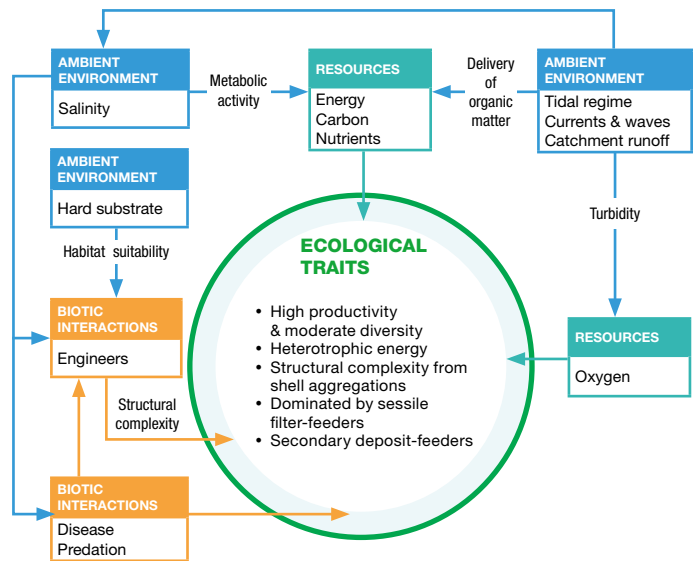 AMBIENT
ENVIRONMENT
Salinity
Metabolic
activity
RESOURCES
Energy
Carbon
Nutrients
Delivery
of
organic
matter
AMBIENT
ENVIRONMENT
Tidal regime
Currents & waves
Catchment runoff
AMBIENT
ENVIRONMENT
Hard substrate
Habitat suitability
Turbidity
ECOLOGICAL
TRAITS
• High productivity
& moderate diversity
• Heterotrophic energy
• Structural complexity from
shell aggregations
• Dominated by sessile
filter-feeders
• Secondary deposit-feeders
BIOTIC
INTERACTIONS
Engineers
Structural
complexity
RESOURCES
Oxygen
BIOTIC
INTERACTIONS
Disease
Predation